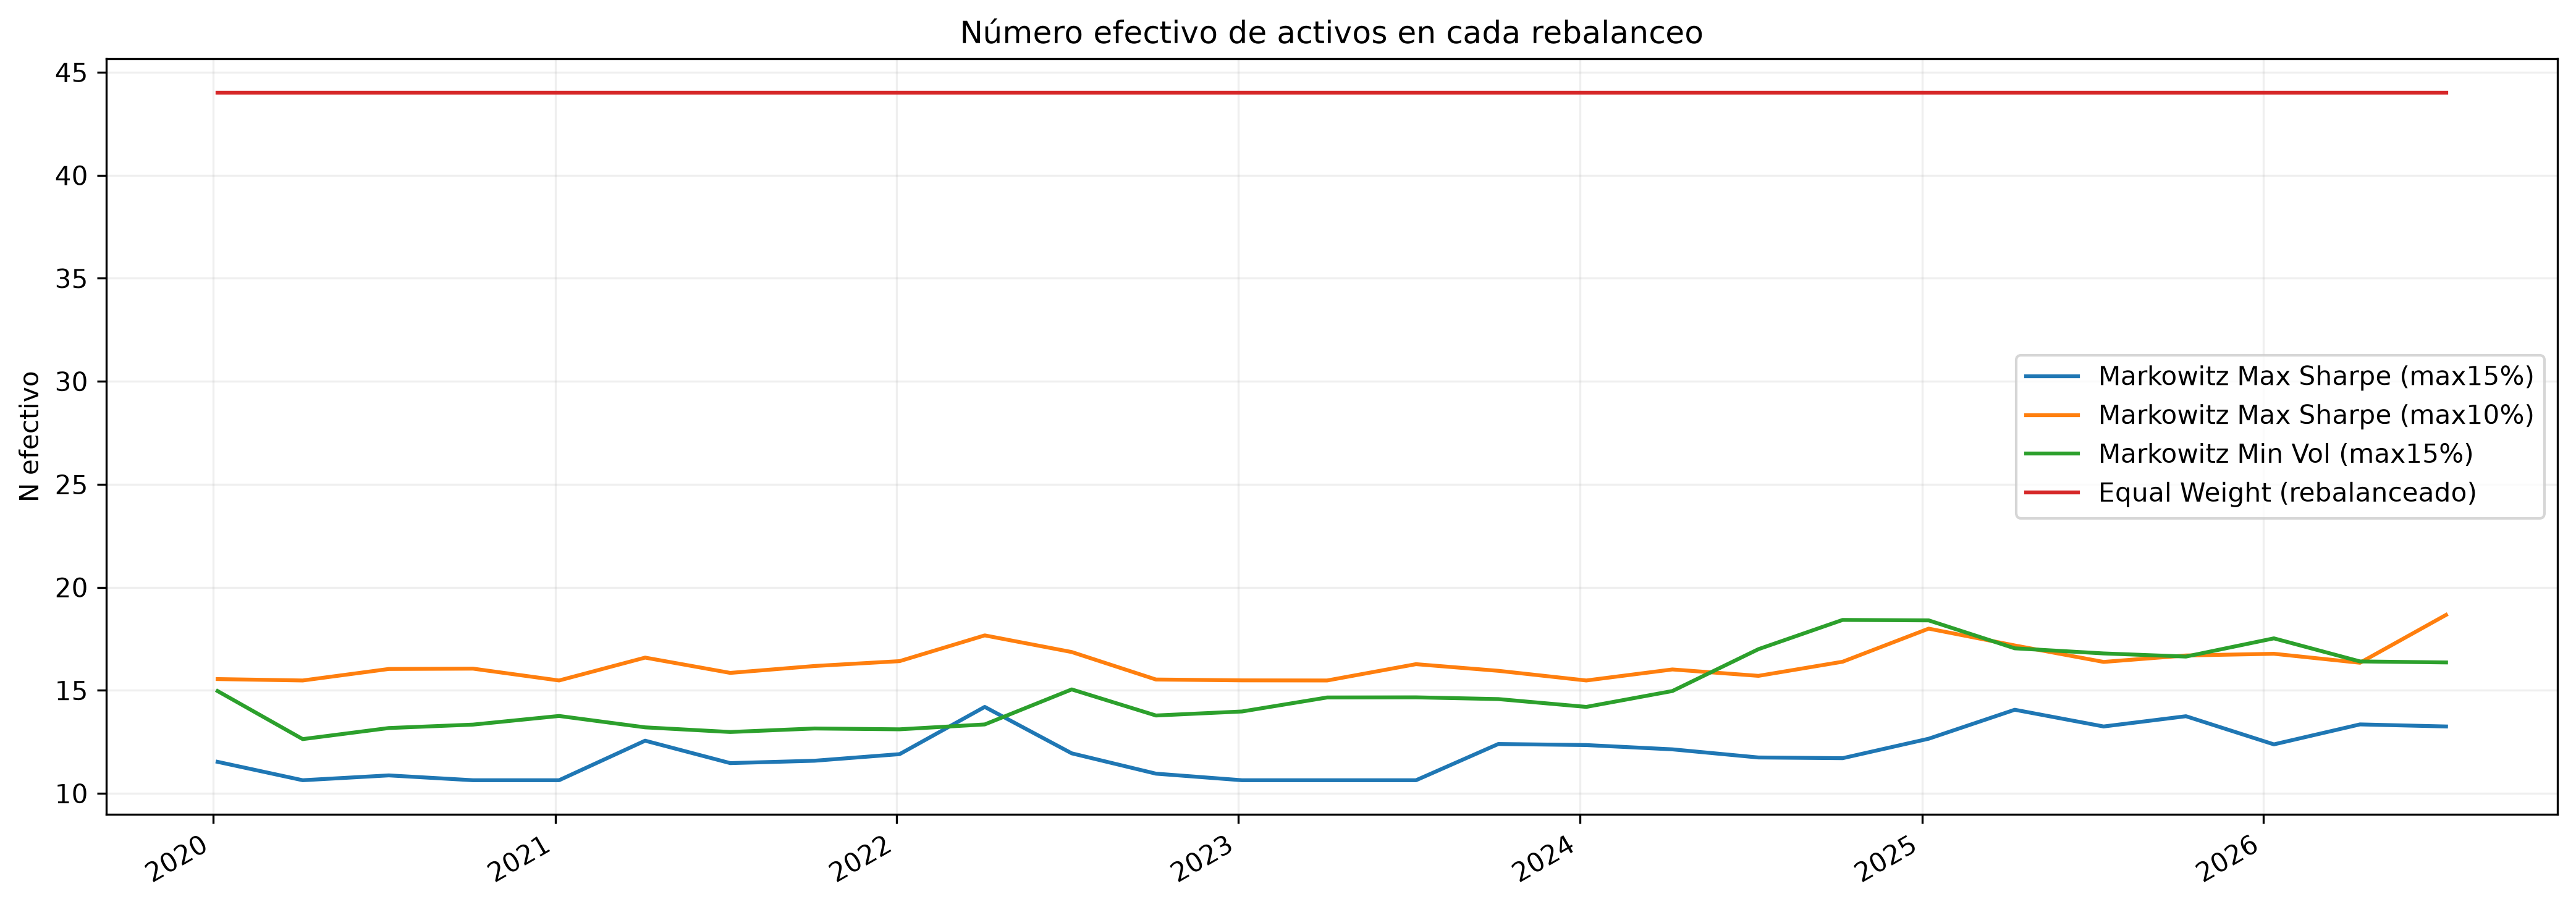 Número efectivo de activos en cada rebalanceo
N efectivo
45
40
35
30
25
20
15
10
Markowitz Max Sharpe (max15%)
Markowitz Max Sharpe (max10%)
Markowitz Min Vol (max15%)
Equal Weight (rebalanceado)
2020
2021
2022
2023
2024
2025
2026